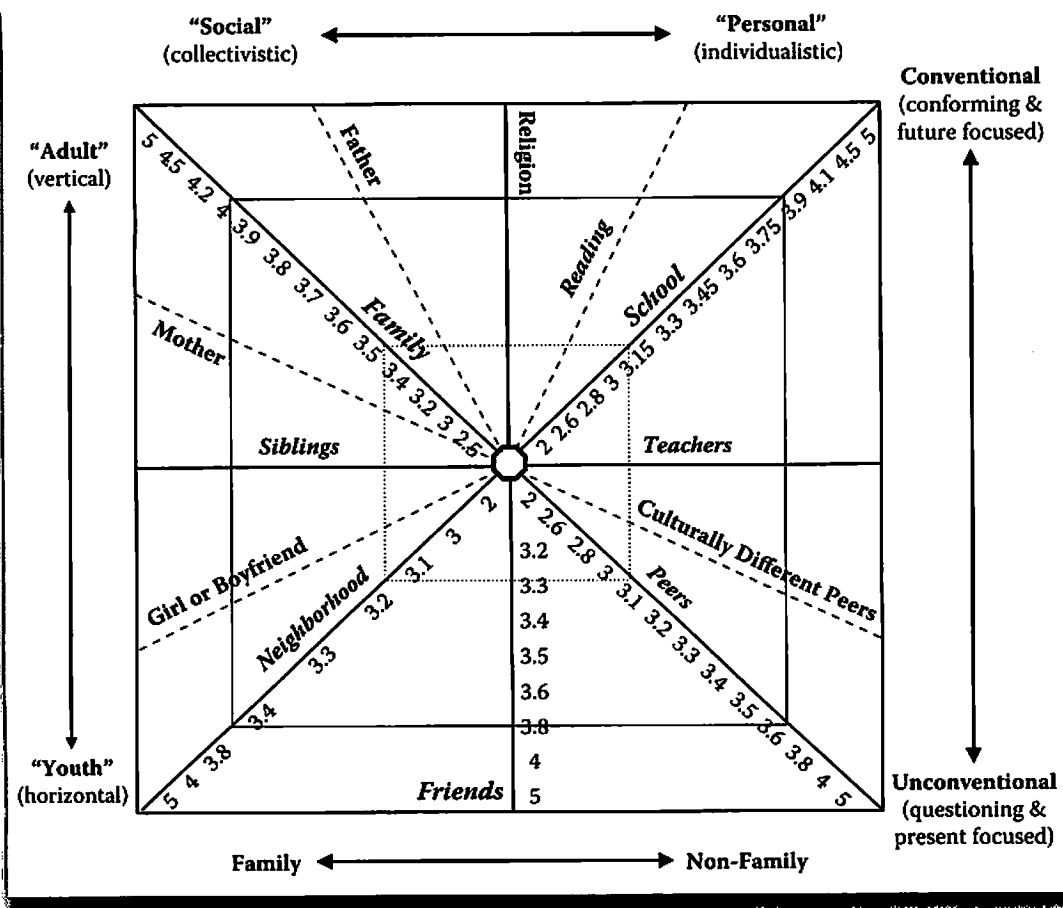 “Social”
(collectivistic)
“Personal”
(individualistic)
Conventional
(conforming &
future focused)
“Adult”
(vertical)
Father
Religion
Reading
5 4.5 4.2 4 3.9 3.8 3.7 3.6 3.5 3.4 3.2 3 2.6
Family
School
2 2.6 2.8 3 3.15 3.3 3.45 3.6 3.75 3.9 4.1 4.5 5
Mother
Siblings
Teachers
Girl or Boyfriend
Neighborhood
2 3 3.1 3.2 3.3 3.4 3.8 4 5
Culturally Different Peers
Peers
2 2.6 2.8 3 3.1 3.2 3.3 3.4 3.5 3.6 3.8 4 5
3.2
3.3
3.4
3.5
3.6
3.8
4
Friends 5
“Youth”
(horizontal)
Unconventional
(questioning &
present focused)
Family
Non-Family